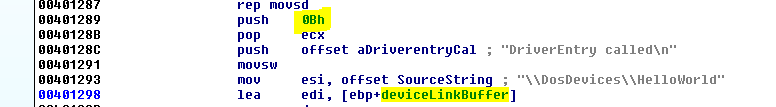 00401287 rep movsd
00401289 push 0Bh
0040128B pop ecx
0040128C push offset aDriverentryCal ; "DriverEntry called\n"
00401291 movsw
00401293 mov esi, offset SourceString ; "\\DosDevices\\HelloWorld"
00401298 lea edi, [ebp+deviceLinkBuffer]